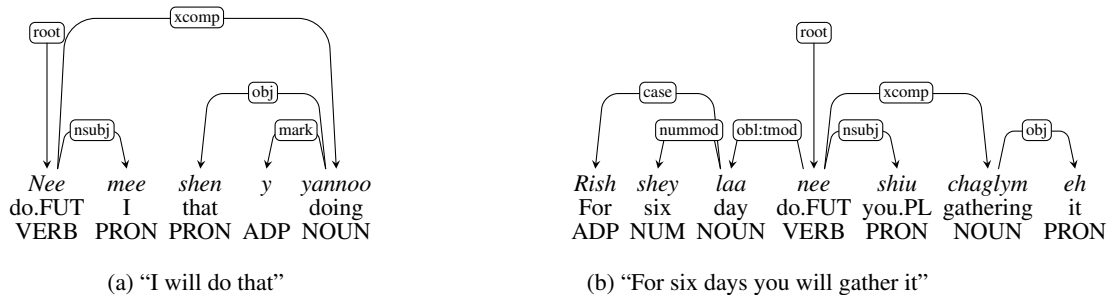 xcomp
root
root
obj
case
xcomp
nsubj
mark
nummod
obl:tmod
nsubj
obj
Nee mee shen y yannoo
do.FUT I that doing
VERB PRON PRON ADP NOUN
Rish shey laa nee shiu chaglym eh
For six day do.FUT you.PL gathering it
ADP NUM NOUN VERB PRON NOUN PRON
(a) “I will do that”
(b) “For six days you will gather it”